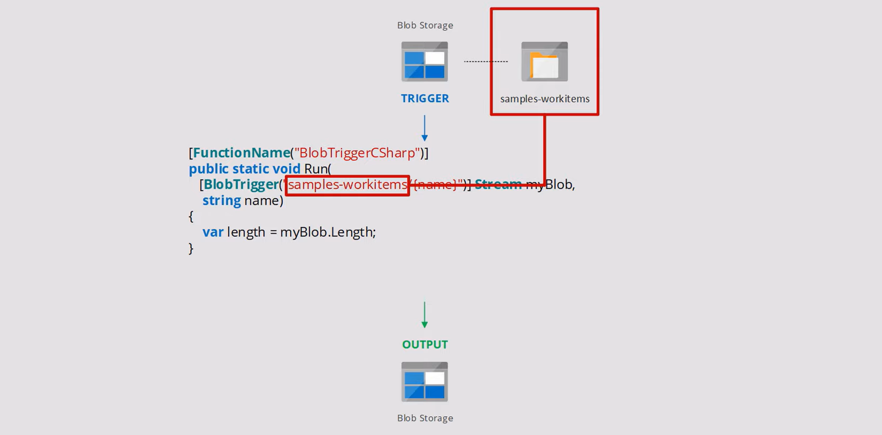 Blob Storage
TRIGGER
samples-workitems
[FunctionName("BlobTriggerCSharp")]
public static void Run(
[BlobTrigger("samples-workitems/{name}")] Stream myBlob,
string name)
{
var length = myBlob.Length;
}
OUTPUT
Blob Storage